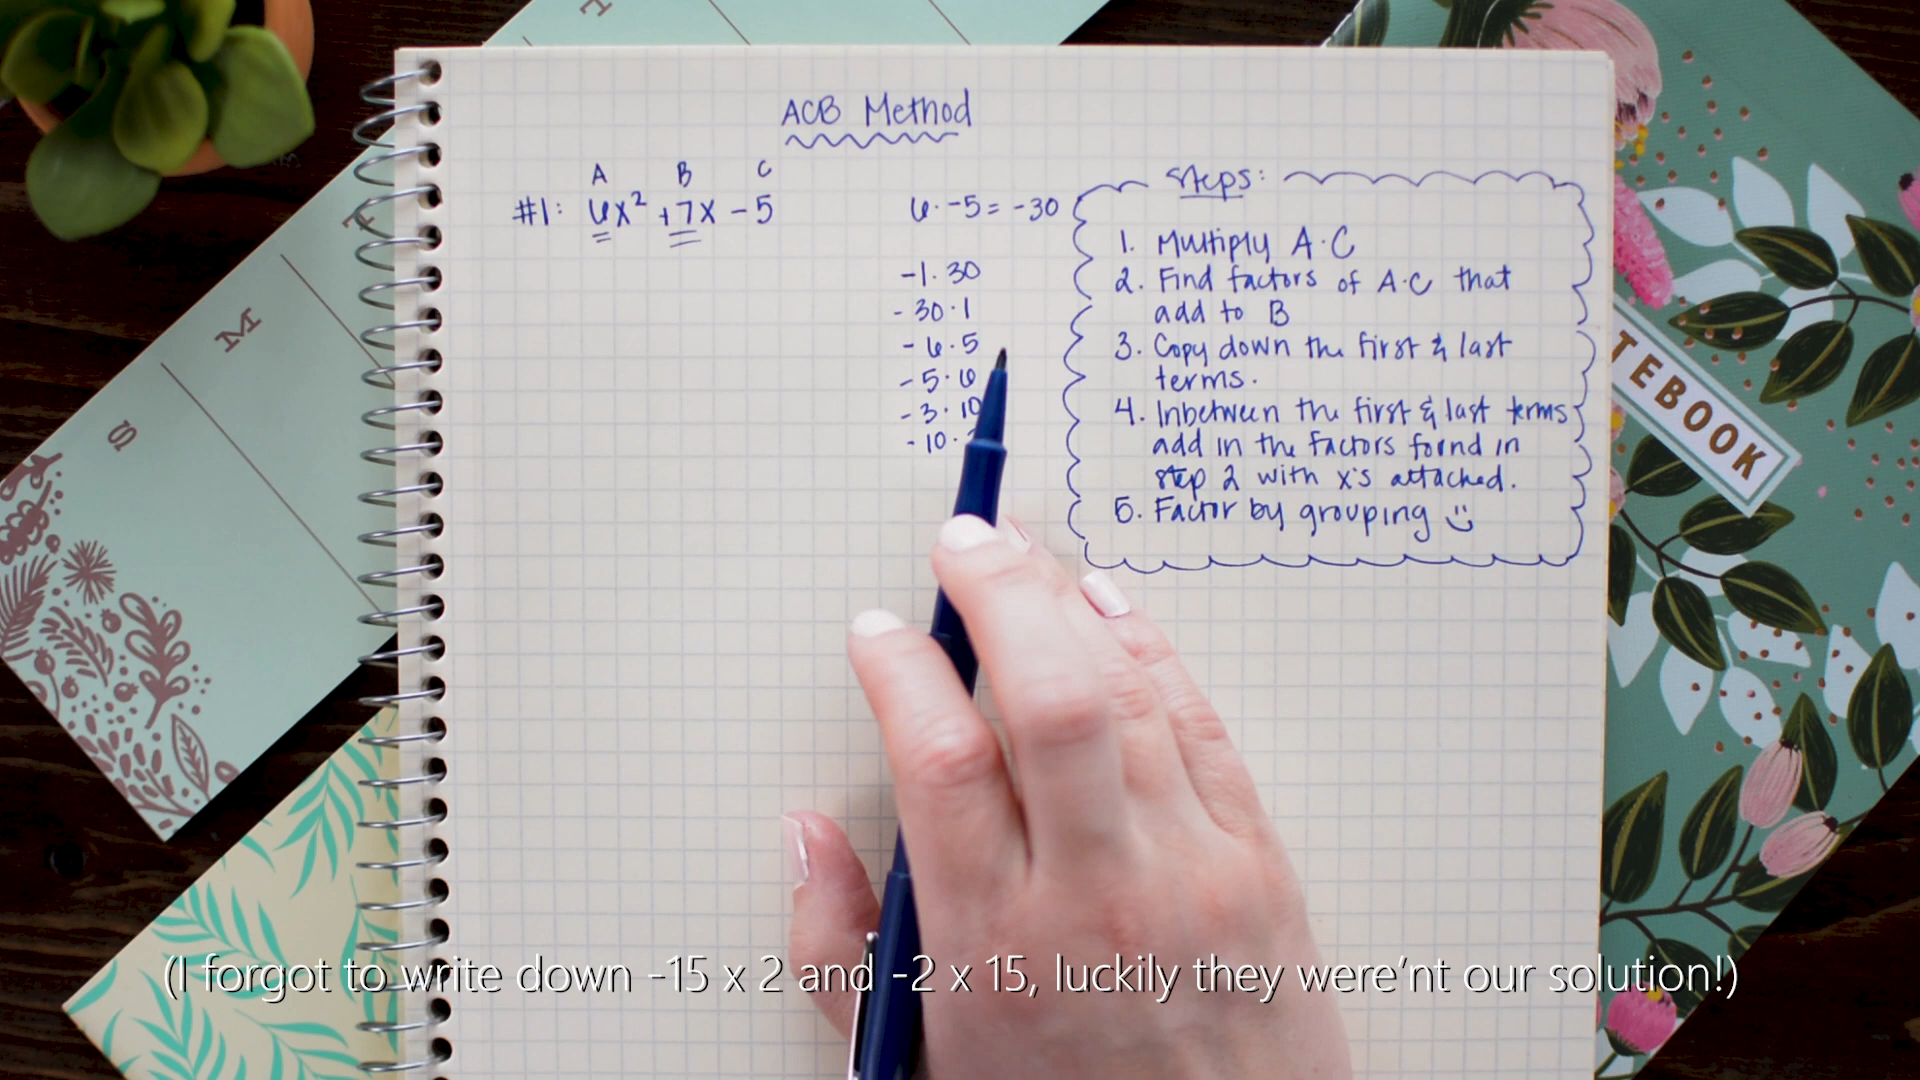 ACB Method
A B C
#1: 6x² + 7x - 5
6 · -5 = -30
-1 · 30
-30 · 1
-6 · 5
-5 · 6
-3 · 10
-10 ·
Steps:
1. Multiply A·C
2. Find factors of A·C that
add to B
3. Copy down the first & last
terms.
4. Inbetween the first & last terms
add in the factors found in
step 2 with x's attached.
5. Factor by grouping
S
M
TEBOOK
(I forgot to write down -15 x 2 and -2 x 15, luckily they were'nt our solution!)